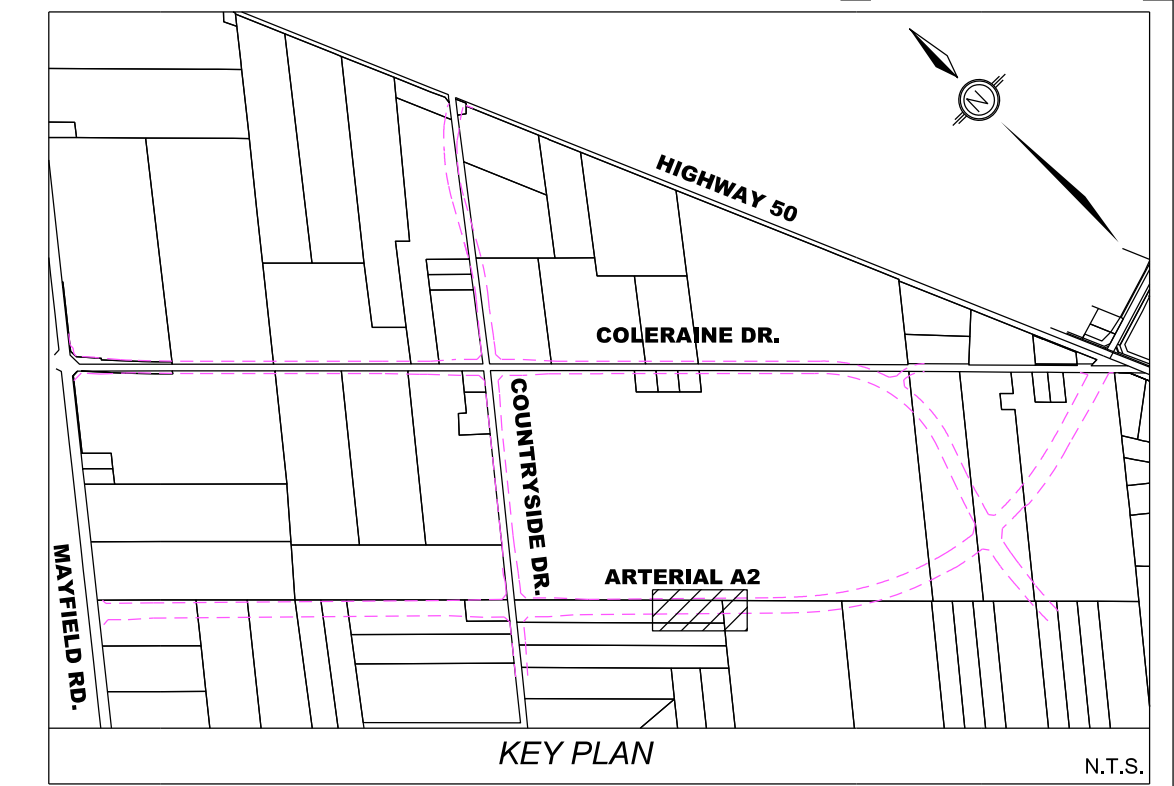 N
HIGHWAY 50
COLERAINE DR.
COUNTRYSIDE DR.
ARTERIAL A2
MAYFIELD RD.
KEY PLAN
N.T.S.